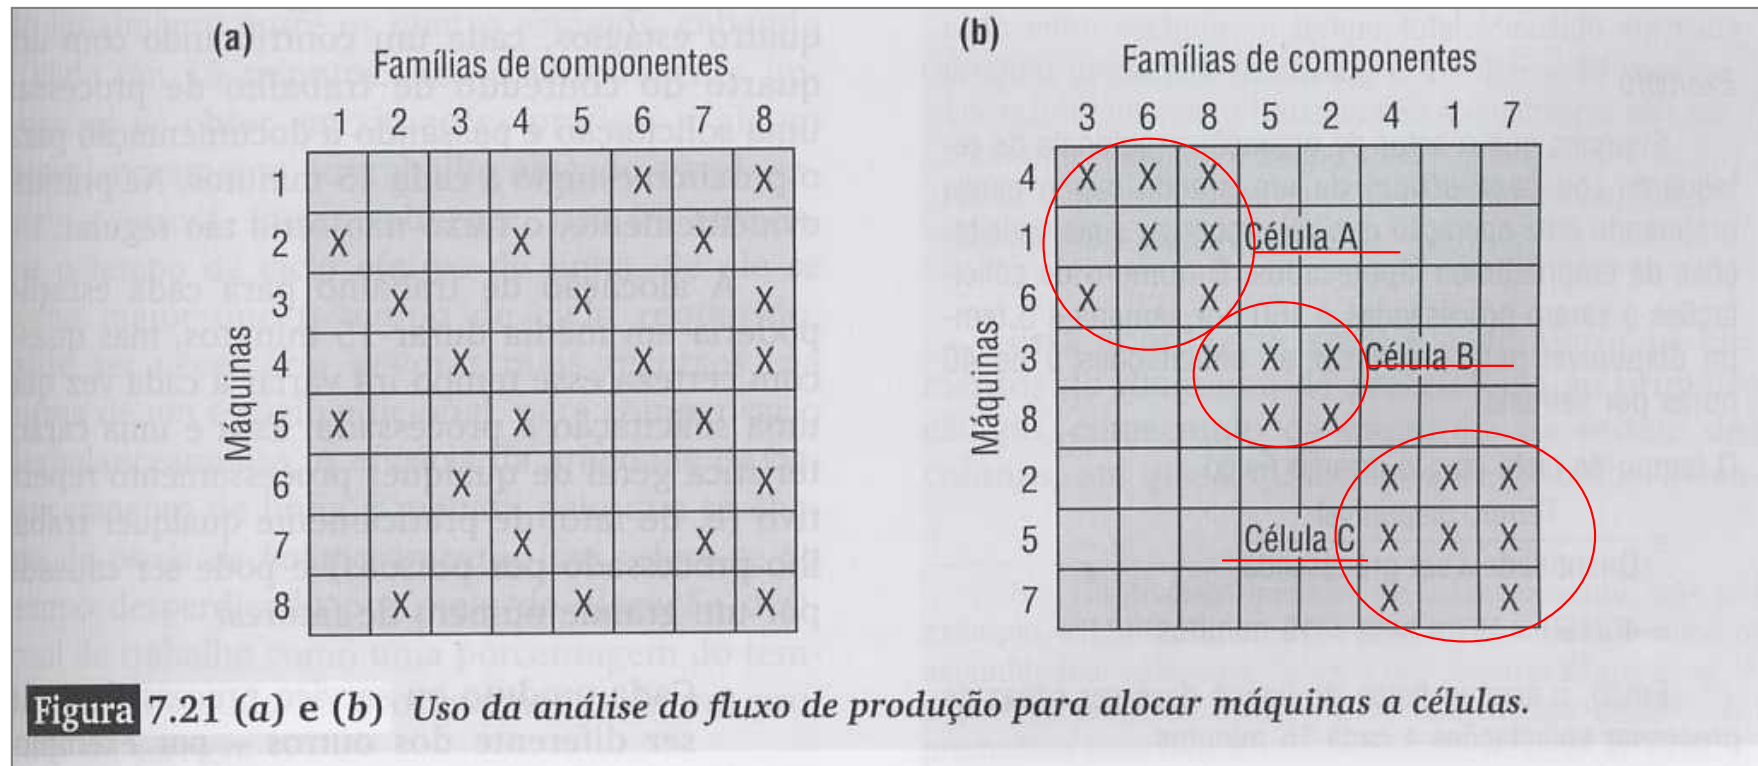 (a)
Famílias de componentes
1 2 3 4 5 6 7 8
Máquinas
1 X X
2 X X X
3 X X X
4 X X X
5 X X X
6 X X
7 X X
8 X X X
(b)
Famílias de componentes
3 6 8 5 2 4 1 7
Máquinas
4 X X X
1 X X Célula A
6 X X
3 X X X Célula B
8 X X
2 X X X
5 Célula C X X X
7 X X
Figura 7.21 (a) e (b) Uso da análise do fluxo de produção para alocar máquinas a células.